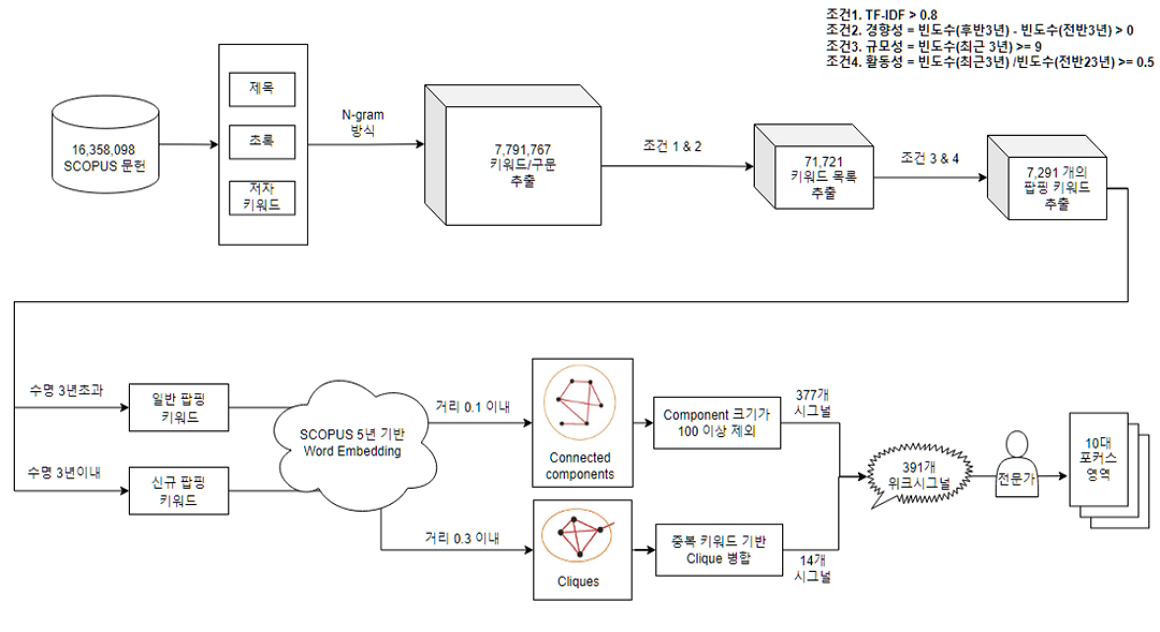 조건1. TF-IDF > 0.8
조건2. 경향성 = 빈도수(후반3년) - 빈도수(전반3년) > 0
조건3. 규모성 = 빈도수(최근 3년) >= 9
조건4. 활동성 = 빈도수(최근3년) /빈도수(전반23년) >= 0.5
16,358,098
SCOPUS 문헌
제목
초록
저자
키워드
N-gram
방식
7,791,767
키워드/구문
추출
조건 1 & 2
71,721
키워드 목록
추출
조건 3 & 4
7,291 개의
팝핑 키워드
추출
수명 3년초과
일반 팝핑
키워드
수명 3년이내
신규 팝핑
키워드
SCOPUS 5년 기반
Word Embedding
거리 0.1 이내
Connected
components
Component 크기가
100 이상 제외
377개
시그널
거리 0.3 이내
Cliques
중복 키워드 기반
Clique 병합
14개
시그널
391개
위크시그널
전문가
10대
포커스
영역